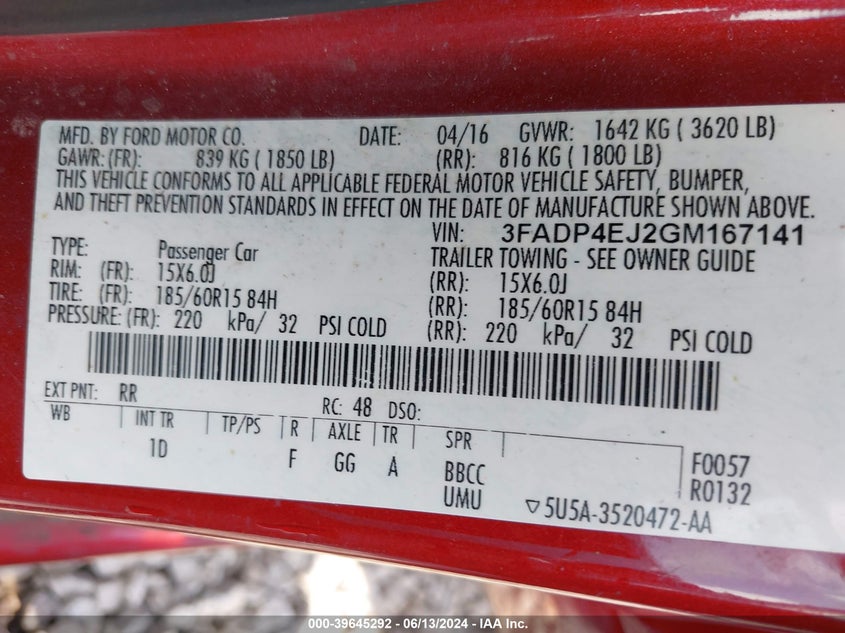 MFD. BY FORD MOTOR CO. DATE: 04/16 GVWR: 1642 KG ( 3620 LB)
GAWR: (FR): 839 KG ( 1850 LB) (RR): 816 KG ( 1800 LB)
THIS VEHICLE CONFORMS TO ALL APPLICABLE FEDERAL MOTOR VEHICLE SAFETY, BUMPER,
AND THEFT PREVENTION STANDARDS IN EFFECT ON THE DATE OF MANUFACTURE SHOWN ABOVE.
VIN: 3FADP4EJ2GM167141
TYPE: Passenger Car TRAILER TOWING - SEE OWNER GUIDE
RIM: (FR): 15X6.0J (RR): 15X6.0J
TIRE: (FR): 185/60R15 84H (RR): 185/60R15 84H
PRESSURE: (FR): 220 kPa/ 32 PSI COLD (RR): 220 kPa/ 32 PSI COLD
EXT PNT: RR RC: 48 DSO:
WB INT TR TP/PS R AXLE TR SPR
1D F GG A BBCC F0057
UMU R0132
▽5U5A-3520472-AA
000-39645292 - 06/13/2024 - IAA Inc.